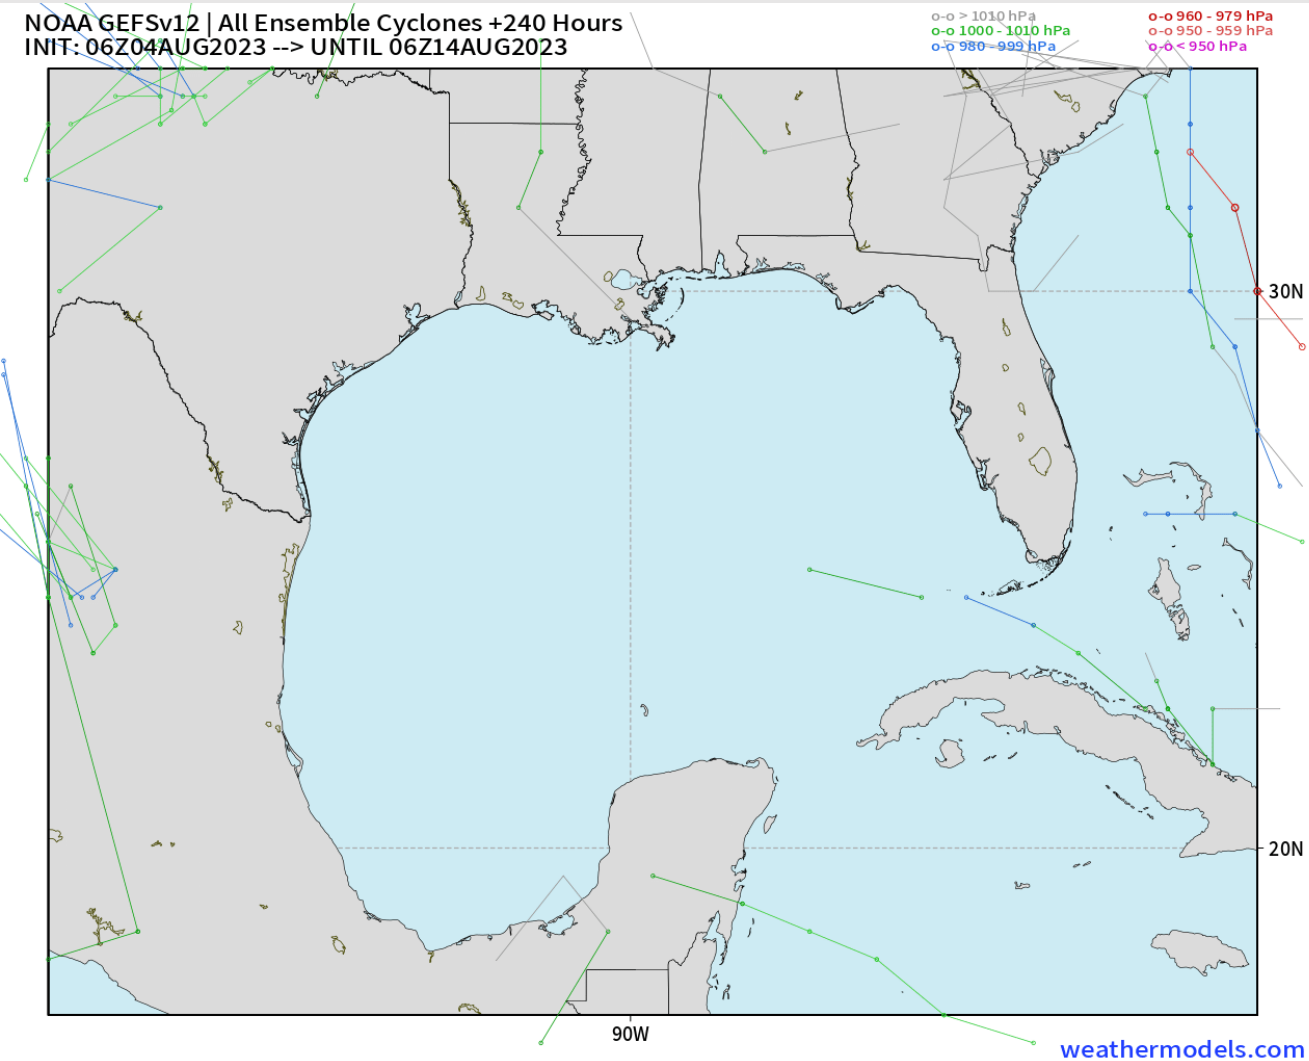 NOAA GEFSv12 | All Ensemble Cyclones +240 Hours
INIT: 06Z04AUG2023 --> UNTIL 06Z14AUG2023
o-o > 1010 hPa
o-o 1000 - 1010 hPa
o-o 980 - 999 hPa
o-o 960 - 979 hPa
o-o 950 - 959 hPa
o-o < 950 hPa
30N
20N
90W
weathermodels.com